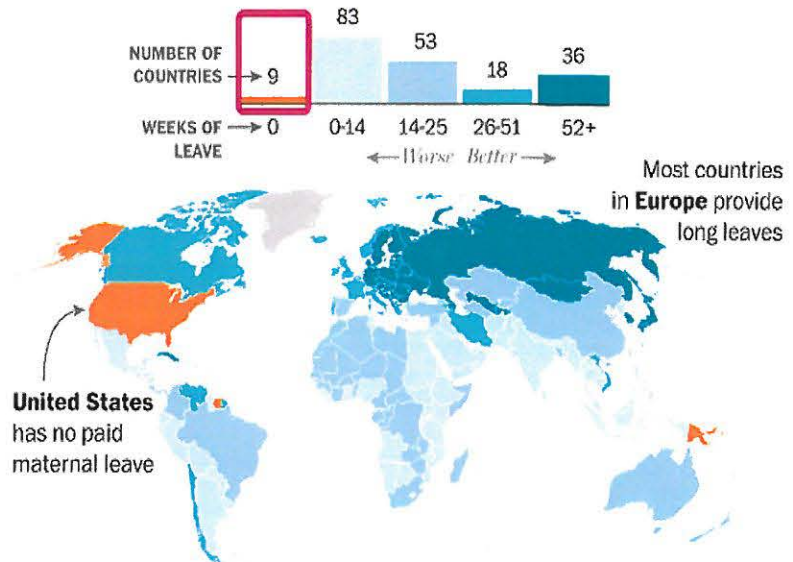 83
53
36
18
NUMBER OF
COUNTRIES → 9
WEEKS OF → 0 0-14 14-25 26-51 52+
LEAVE
← Worse Better →
Most countries
in Europe provide
long leaves
United States
has no paid
maternal leave